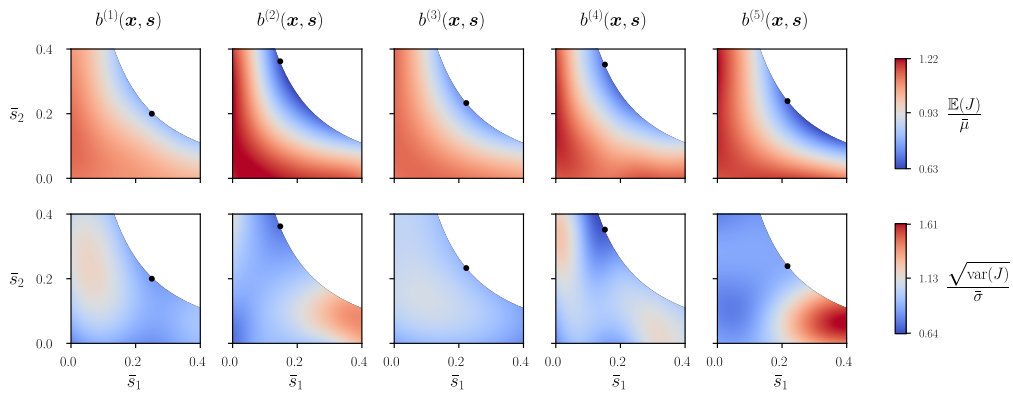 b⁽¹⁾(x, s) b⁽²⁾(x, s) b⁽³⁾(x, s) b⁽⁴⁾(x, s) b⁽⁵⁾(x, s)
0.4
0.2
0.0
s̄₂
1.22
0.93
0.63
𝔼(J)
μ̄
0.4
0.2
0.0
s̄₂
1.61
1.13
0.64
√var(J)
σ̄
0.0 0.2 0.4 0.0 0.2 0.4 0.0 0.2 0.4 0.0 0.2 0.4 0.0 0.2 0.4
s̄₁ s̄₁ s̄₁ s̄₁ s̄₁